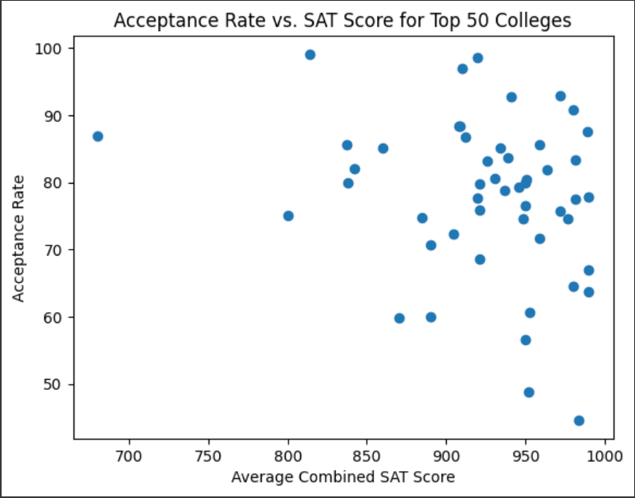 Acceptance Rate vs. SAT Score for Top 50 Colleges
100
90
80
70
60
50
Acceptance Rate
700 750 800 850 900 950 1000
Average Combined SAT Score